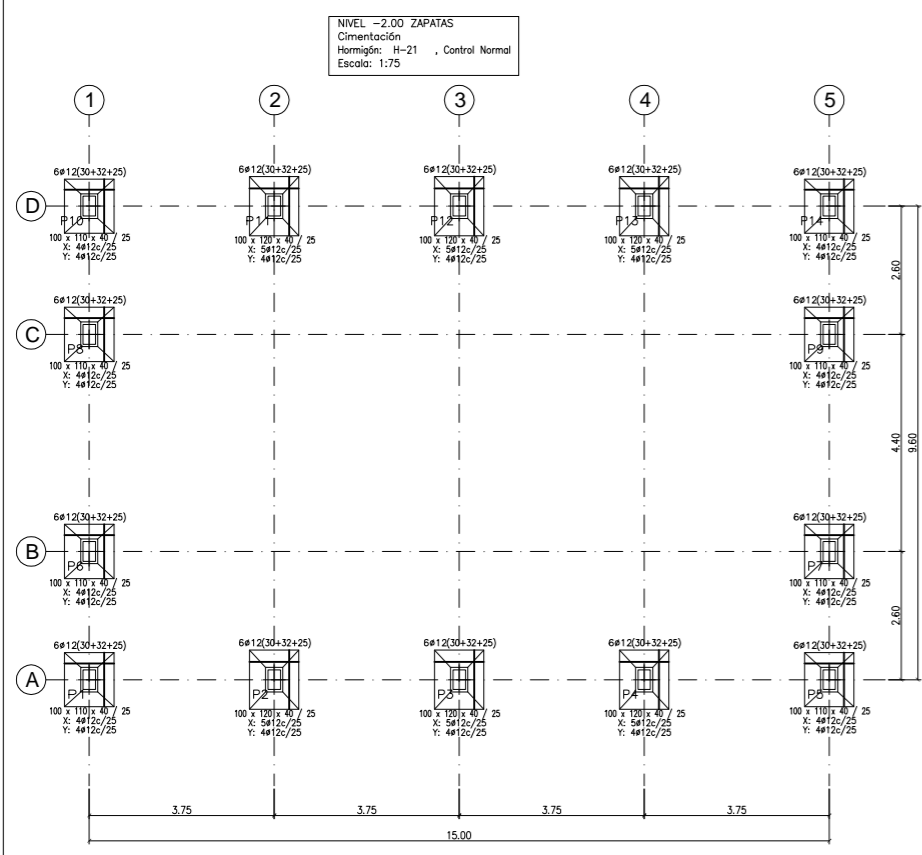 NIVEL -2.00 ZAPATAS
Cimentación
Hormigón: H-21 , Control Normal
Escala: 1:75
1
2
3
4
5
D
6ø12(30+32+25)
P10
100 x 110 x 40 / 25
X: 4ø12c/25
Y: 4ø12c/25
6ø12(30+32+25)
P11
100 x 120 x 40 / 25
X: 5ø12c/25
Y: 4ø12c/25
6ø12(30+32+25)
P12
100 x 120 x 40 / 25
X: 5ø12c/25
Y: 4ø12c/25
6ø12(30+32+25)
P13
100 x 120 x 40 / 25
X: 5ø12c/25
Y: 4ø12c/25
6ø12(30+32+25)
P14
100 x 110 x 40 / 25
X: 4ø12c/25
Y: 4ø12c/25
2.60
C
6ø12(30+32+25)
P8
100 x 110 x 40 / 25
X: 4ø12c/25
Y: 4ø12c/25
6ø12(30+32+25)
P9
100 x 110 x 40 / 25
X: 4ø12c/25
Y: 4ø12c/25
4.40
9.60
B
6ø12(30+32+25)
P6
100 x 110 x 40 / 25
X: 4ø12c/25
Y: 4ø12c/25
6ø12(30+32+25)
P7
100 x 110 x 40 / 25
X: 4ø12c/25
Y: 4ø12c/25
2.60
A
6ø12(30+32+25)
P1
100 x 110 x 40 / 25
X: 4ø12c/25
Y: 4ø12c/25
6ø12(30+32+25)
P2
100 x 120 x 40 / 25
X: 5ø12c/25
Y: 4ø12c/25
6ø12(30+32+25)
P3
100 x 120 x 40 / 25
X: 5ø12c/25
Y: 4ø12c/25
6ø12(30+32+25)
P4
100 x 120 x 40 / 25
X: 5ø12c/25
Y: 4ø12c/25
6ø12(30+32+25)
P5
100 x 110 x 40 / 25
X: 4ø12c/25
Y: 4ø12c/25
3.75
3.75
3.75
3.75
15.00